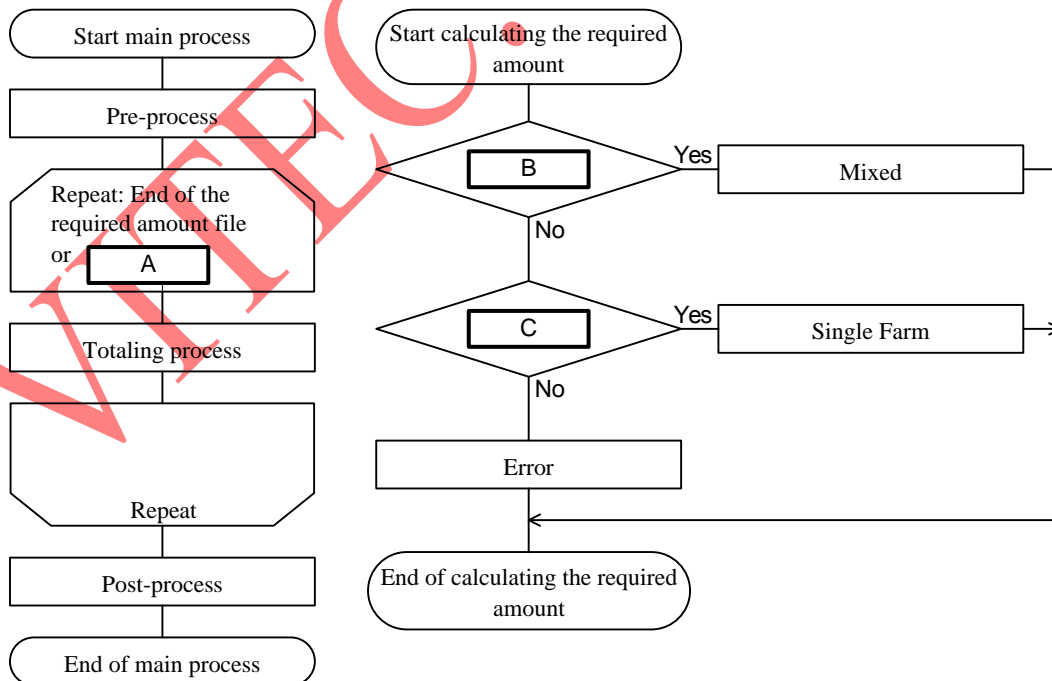 Start main process
Pre-process
Repeat: End of the
required amount file
or A
Totaling process
Repeat
Post-process
End of main process
Start calculating the required
amount
B
Yes
Mixed
No
C
Yes
Single Farm
No
Error
End of calculating the required
amount
VITEC.